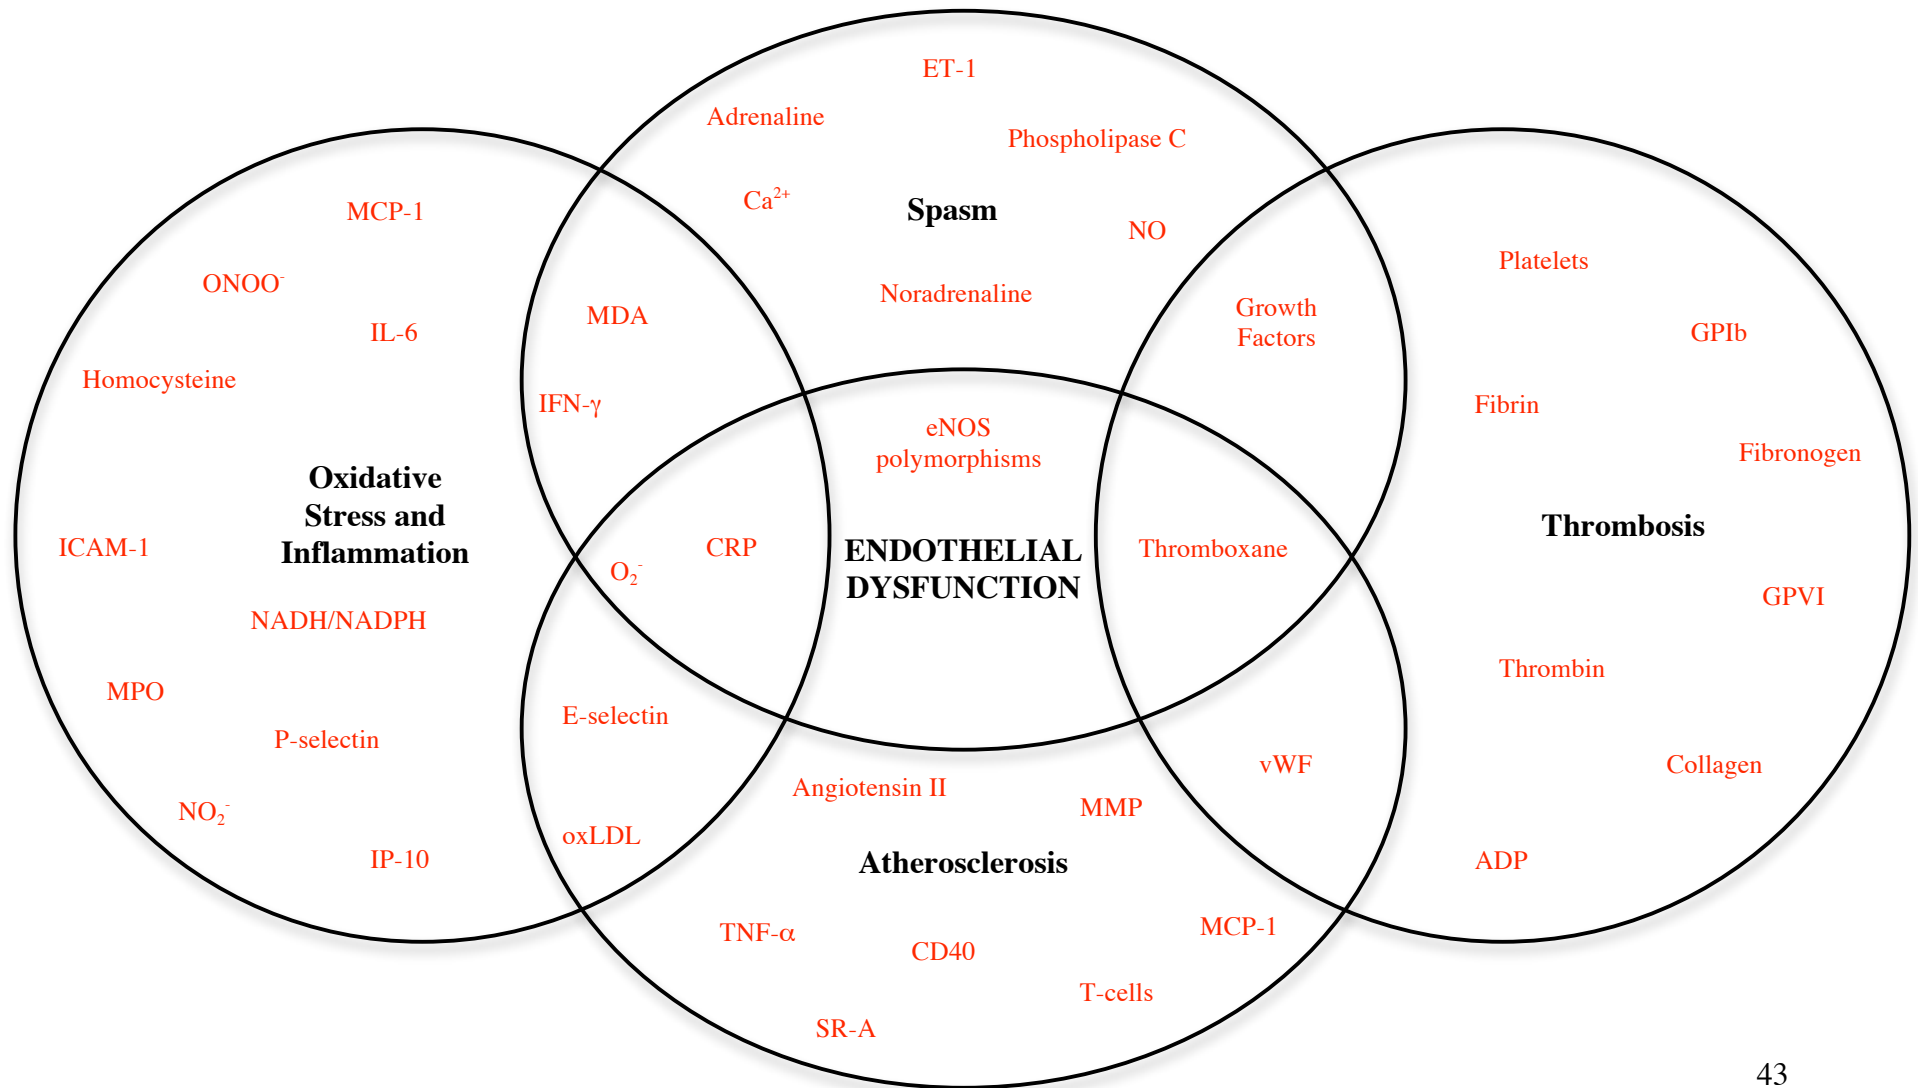 ET-1
Adrenaline
Phospholipase C
Ca²⁺
Spasm
NO
Noradrenaline
MCP-1
ONOO⁻
IL-6
Homocysteine
Oxidative
Stress and
Inflammation
ICAM-1
NADH/NADPH
MPO
P-selectin
NO₂⁻
IP-10
MDA
IFN-γ
Growth
Factors
eNOS
polymorphisms
O₂⁻
CRP
ENDOTHELIAL
DYSFUNCTION
Thromboxane
E-selectin
oxLDL
vWF
Platelets
GPIb
Fibrin
Fibronogen
Thrombosis
GPVI
Thrombin
Collagen
ADP
Angiotensin II
MMP
Atherosclerosis
TNF-α
CD40
MCP-1
T-cells
SR-A
43